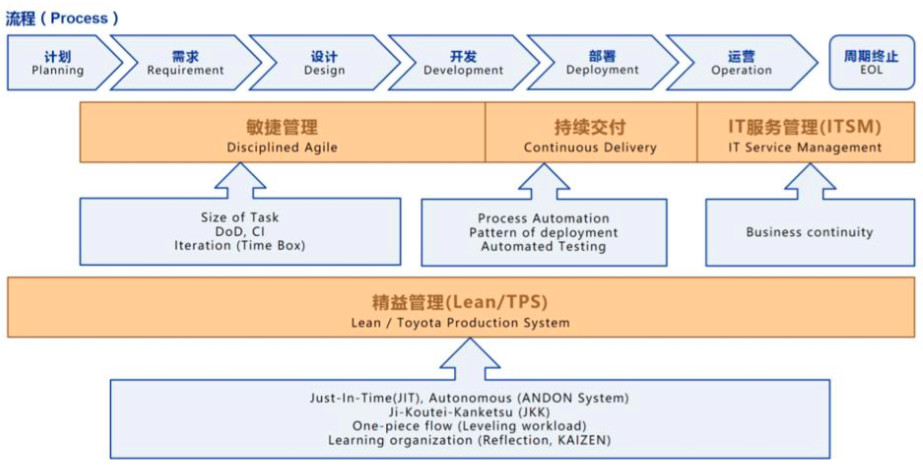 流程（Process）
计划
Planning
需求
Requirement
设计
Design
开发
Development
部署
Deployment
运营
Operation
周期终止
EOL
敏捷管理
Disciplined Agile
持续交付
Continuous Delivery
IT服务管理(ITSM)
IT Service Management
Size of Task
DoD, CI
Iteration (Time Box)
Process Automation
Pattern of deployment
Automated Testing
Business continuity
精益管理(Lean/TPS)
Lean / Toyota Production System
Just-In-Time(JIT), Autonomous (ANDON System)
Ji-Koutei-Kanketsu (JKK)
One-piece flow (Leveling workload)
Learning organization (Reflection, KAIZEN)